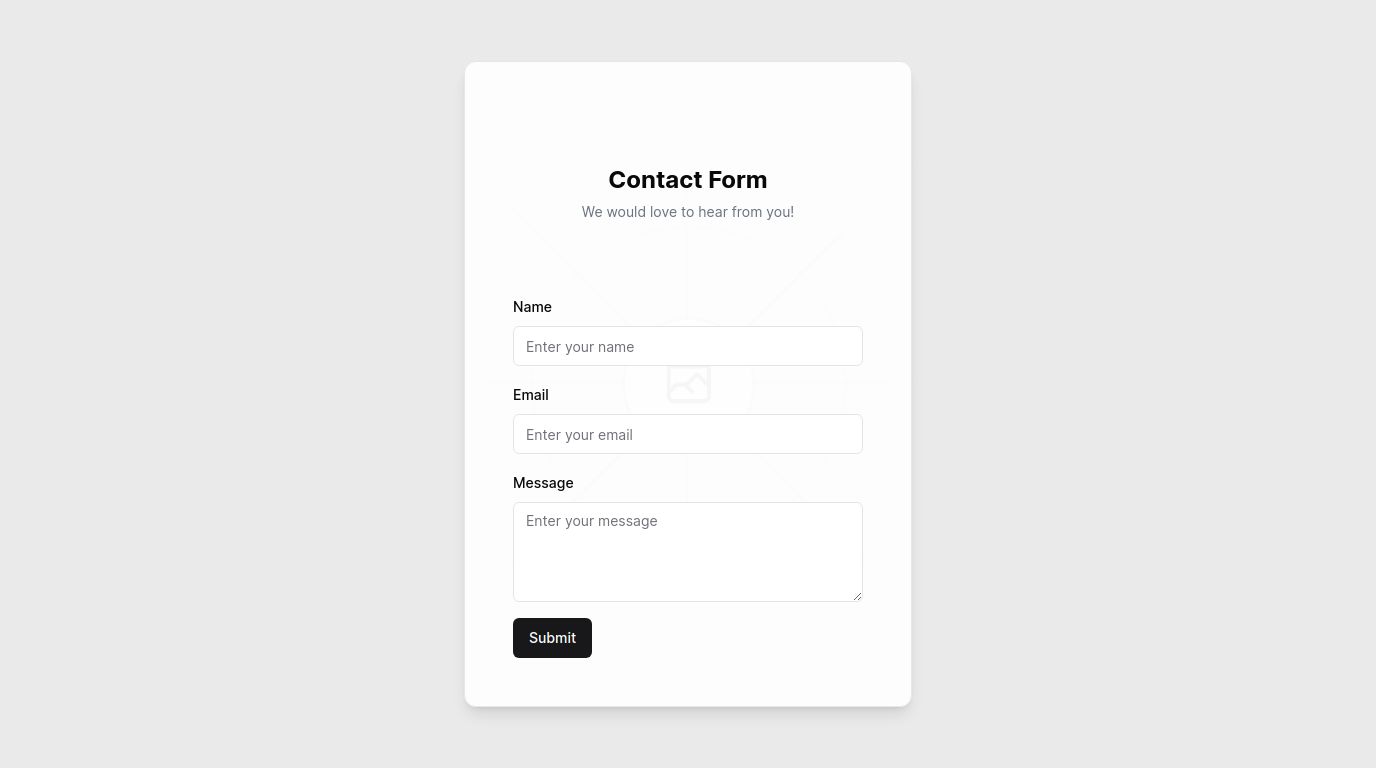 Contact Form
We would love to hear from you!
Name
Enter your name
Email
Enter your email
Message
Enter your message
Submit